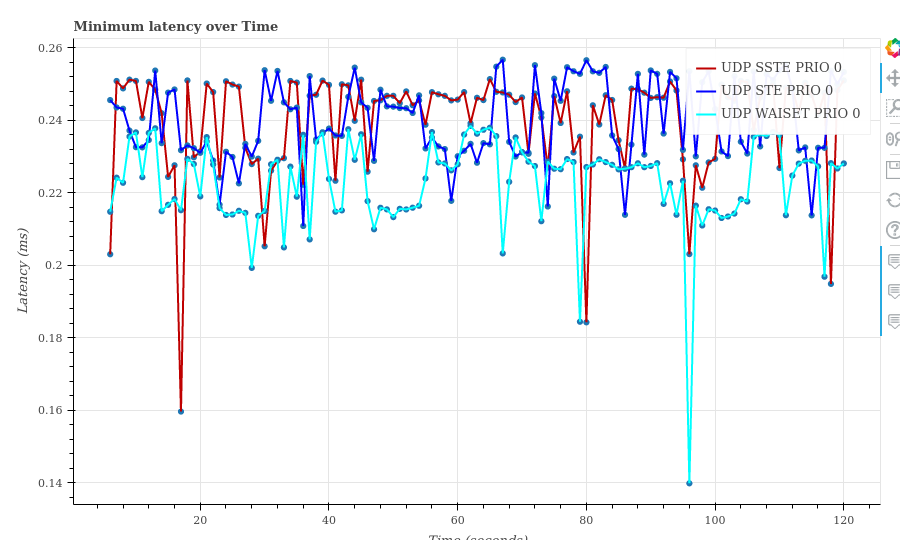 Minimum latency over Time
0.26
0.24
0.22
0.2
0.18
0.16
0.14
Latency (ms)
UDP SSTE PRIO 0
UDP STE PRIO 0
UDP WAISET PRIO 0
20
40
60
80
100
120
Time (seconds)